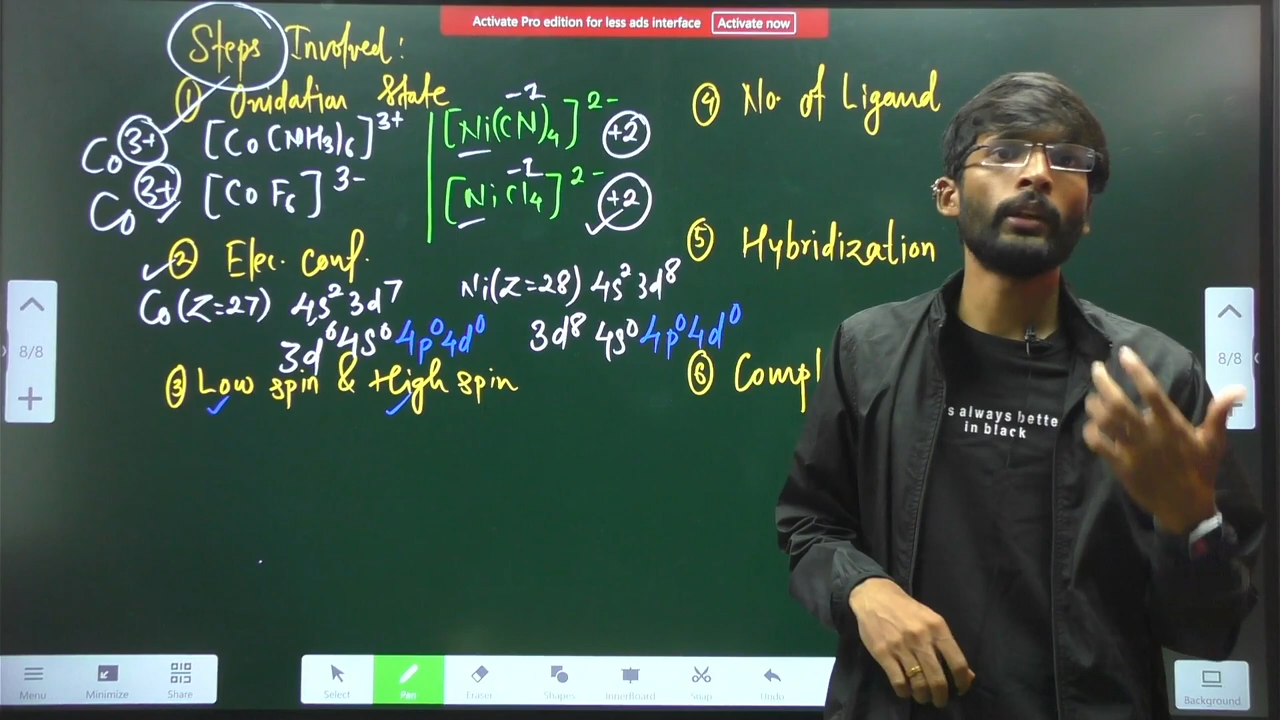 Activate Pro edition for less ads interface Activate now
Steps Involved:
① Oxidation State
Co 3+ [Co(NH3)6]3+
Co 3+ [CoF6]3-
-2
[Ni(CN)4]2- +2
-2
[NiCl4]2- +2
② Elec. conf.
Co(Z=27) 4s2 3d7
3d6 4s0 4p0 4d0
Ni(Z=28) 4s2 3d8
3d8 4s0 4p0 4d0
③ Low spin & High spin
④ No. of Ligand
⑤ Hybridization
⑥ Compl
8/8
8/8
s always bette
in black
Menu Minimize Share Select Pen Eraser Shapes InnerBoard Snap Undo Background